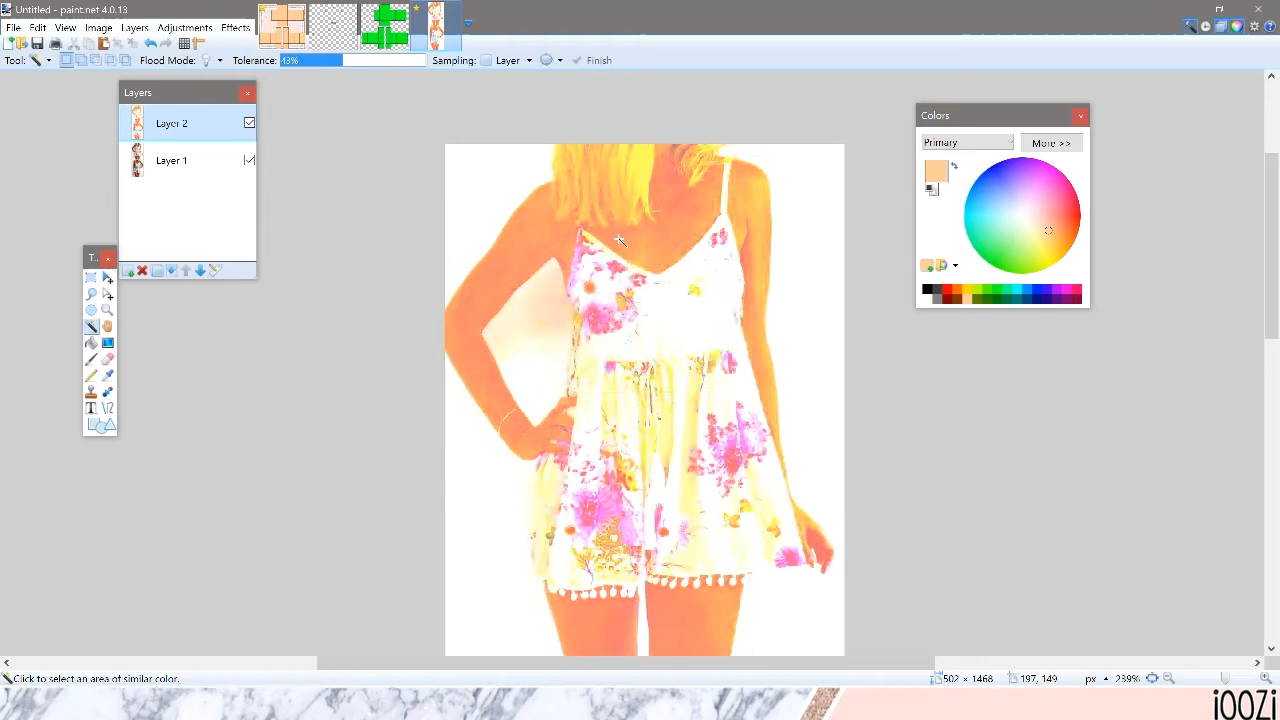 Untitled - paint.net 4.0.13
File Edit View Image Layers Adjustments Effects
Tool: Flood Mode: Tolerance: 43% Sampling: Layer Finish
Layers
Layer 2
Layer 1
T...
Colors
Primary More >>
Click to select an area of similar color. 502 x 1468 197, 149 px 239%
iOOZi